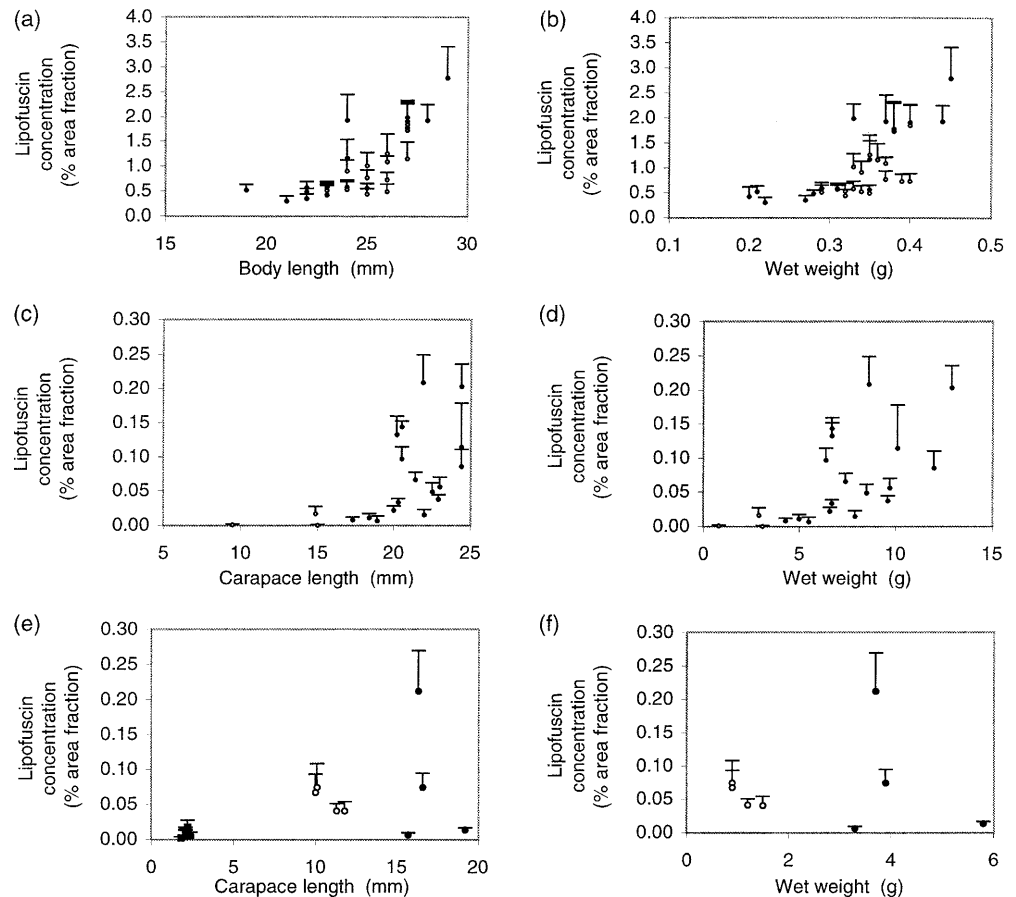 (a)
Lipofuscin
concentration
(% area fraction)
4.0
3.5
3.0
2.5
2.0
1.5
1.0
0.5
0.0
15 20 25 30
Body length (mm)
(b)
Lipofuscin
concentration
(% area fraction)
4.0
3.5
3.0
2.5
2.0
1.5
1.0
0.5
0.0
0.1 0.2 0.3 0.4 0.5
Wet weight (g)
(c)
Lipofuscin
concentration
(% area fraction)
0.30
0.25
0.20
0.15
0.10
0.05
0.00
5 10 15 20 25
Carapace length (mm)
(d)
Lipofuscin
concentration
(% area fraction)
0.30
0.25
0.20
0.15
0.10
0.05
0.00
0 5 10 15
Wet weight (g)
(e)
Lipofuscin
concentration
(% area fraction)
0.30
0.25
0.20
0.15
0.10
0.05
0.00
0 5 10 15 20
Carapace length (mm)
(f)
Lipofuscin
concentration
(% area fraction)
0.30
0.25
0.20
0.15
0.10
0.05
0.00
0 2 4 6
Wet weight (g)